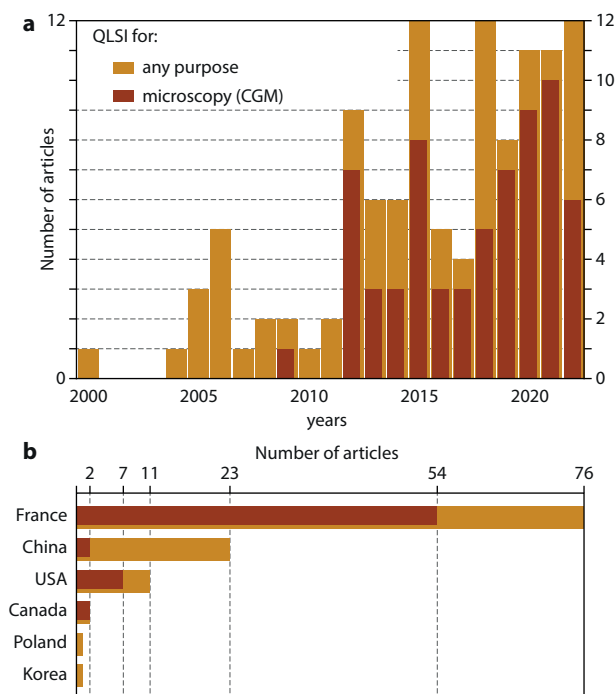 a
QLSI for:
any purpose
microscopy (CGM)
Number of articles
12
0
12
10
8
6
4
2
0
2000 2005 2010 2015 2020
years
b
Number of articles
2 7 11 23 54 76
France
China
USA
Canada
Poland
Korea